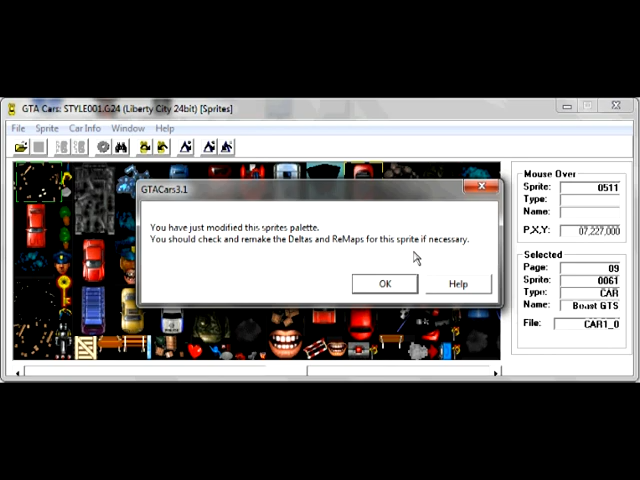 GTA Cars: STYLE001.G24 (Liberty City 24bit) [Sprites]
File Sprite Car Info Window Help
Mouse Over
Sprite: 0511
Type:
Name:
P,X,Y: 07,227,000
Selected
Page: 09
Sprite: 0061
Type: CAR
Name: Beast GTS
File: CAR1_0
GTACars3.1
You have just modified this sprites palette.
You should check and remake the Deltas and ReMaps for this sprite if necessary.
OK Help